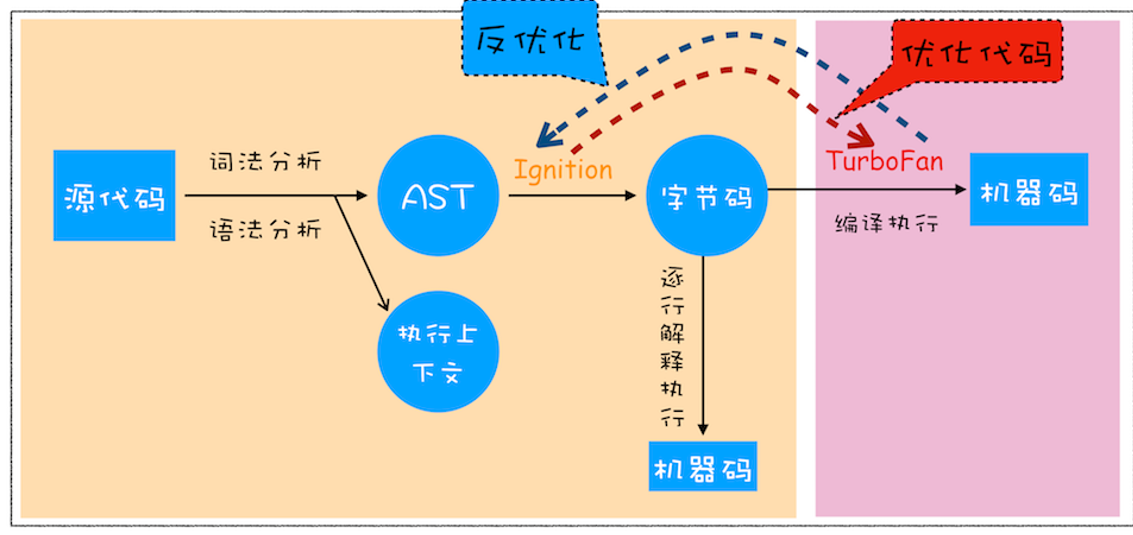 反优化
优化代码
源代码
词法分析
语法分析
AST
Ignition
字节码
TurboFan
编译执行
机器码
执行上
下文
逐
行
解
释
执
行
机器码